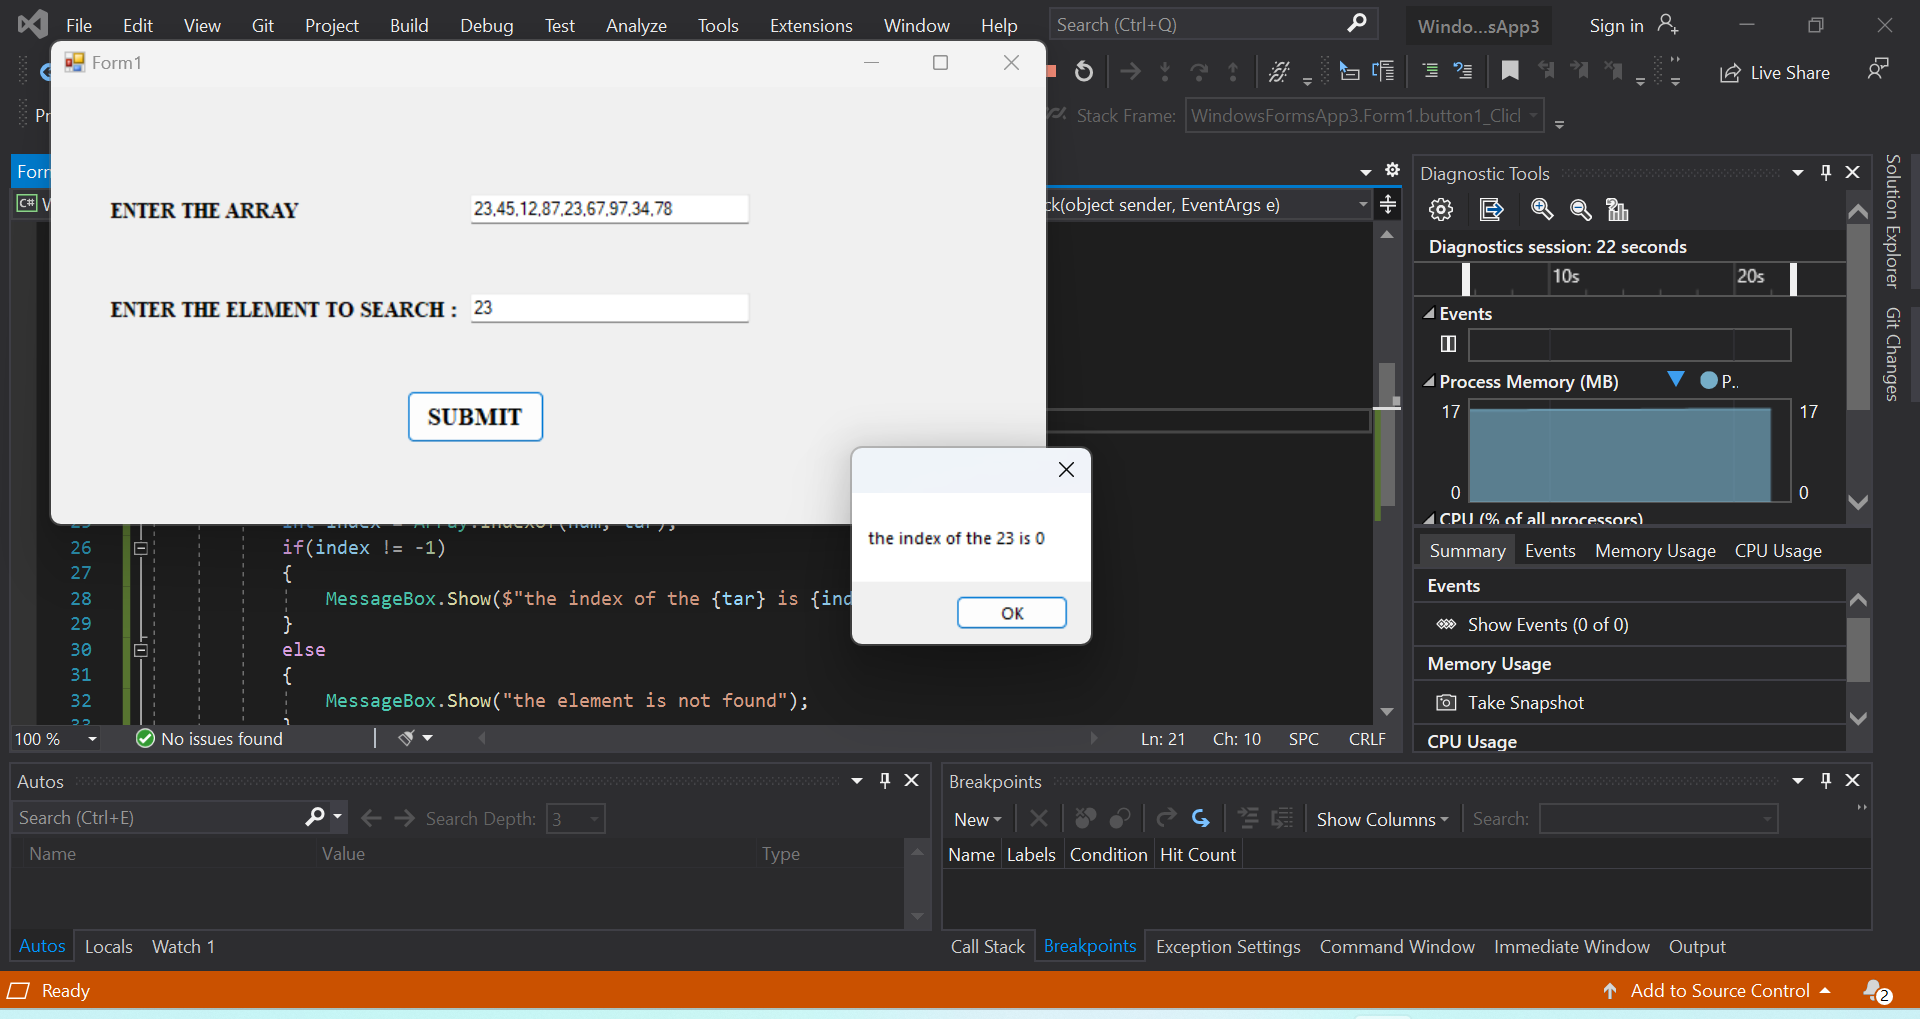 File Edit View Git Project Build Debug Test Analyze Tools Extensions Window Help Search (Ctrl+Q) Windo...sApp3 Sign in
Form1
Live Share
Stack Frame: WindowsFormsApp3.Form1.button1_Clicl
ENTER THE ARRAY 23,45,12,87,23,67,97,34,78
ENTER THE ELEMENT TO SEARCH : 23
SUBMIT
ck(object sender, EventArgs e)
the index of the 23 is 0
OK
26 if(index != -1)
27 {
28 MessageBox.Show($"the index of the {tar} is {ind
29 }
30 else
31 {
32 MessageBox.Show("the element is not found");
100 % No issues found Ln: 21 Ch: 10 SPC CRLF
Diagnostic Tools
Diagnostics session: 22 seconds
10s 20s
Events
Process Memory (MB) P..
17 17
0 0
CPU (% of all processors)
Summary Events Memory Usage CPU Usage
Events
Show Events (0 of 0)
Memory Usage
Take Snapshot
CPU Usage
Solution Explorer
Git Changes
Autos
Search (Ctrl+E) Search Depth: 3
Name Value Type
Autos Locals Watch 1
Breakpoints
New Show Columns Search:
Name Labels Condition Hit Count
Call Stack Breakpoints Exception Settings Command Window Immediate Window Output
Ready Add to Source Control 2